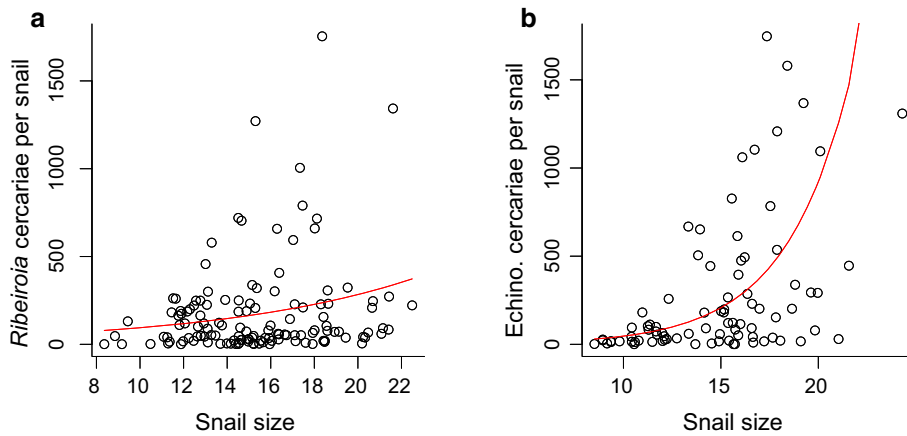 a
Ribeiroia cercariae per snail
1500
1000
500
0
8 10 12 14 16 18 20 22
Snail size
b
Echino. cercariae per snail
1500
1000
500
0
10 15 20
Snail size